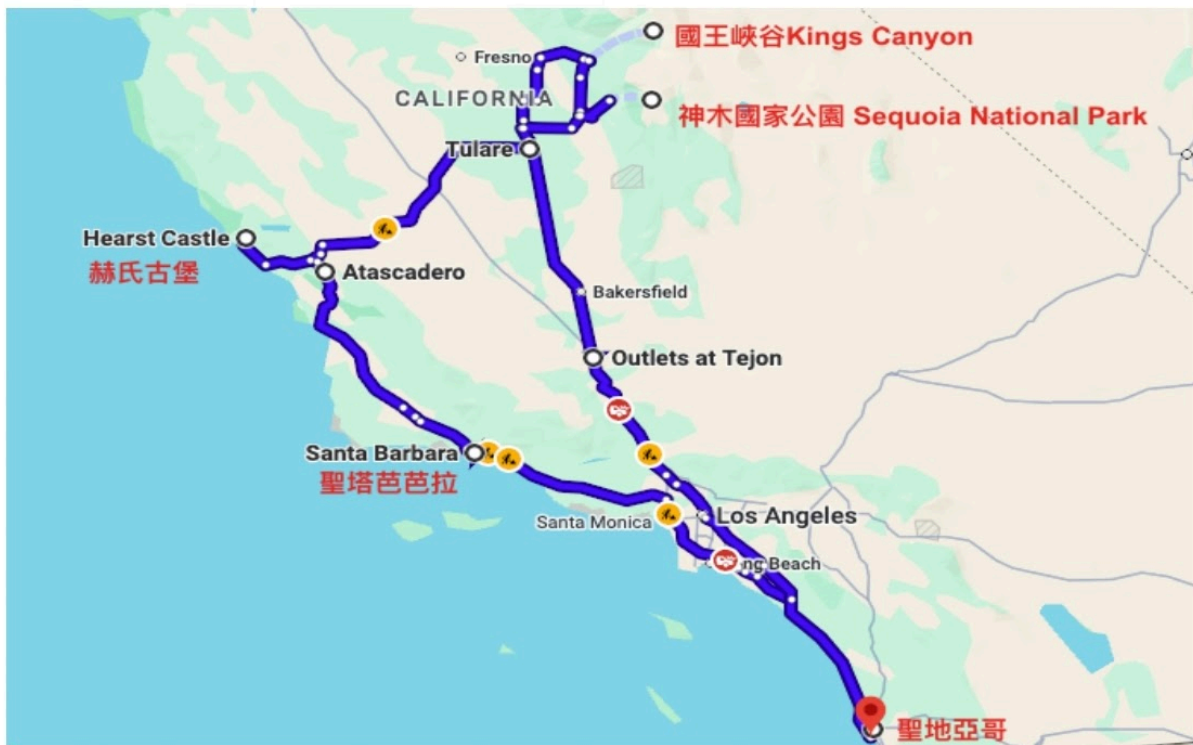 國王峽谷Kings Canyon
Fresno
CALIFORNIA
神木國家公園 Sequoia National Park
Tulare
Hearst Castle
赫氏古堡
Atascadero
Bakersfield
Outlets at Tejon
Santa Barbara
聖塔芭芭拉
Santa Monica
Los Angeles
ng Beach
聖地亞哥